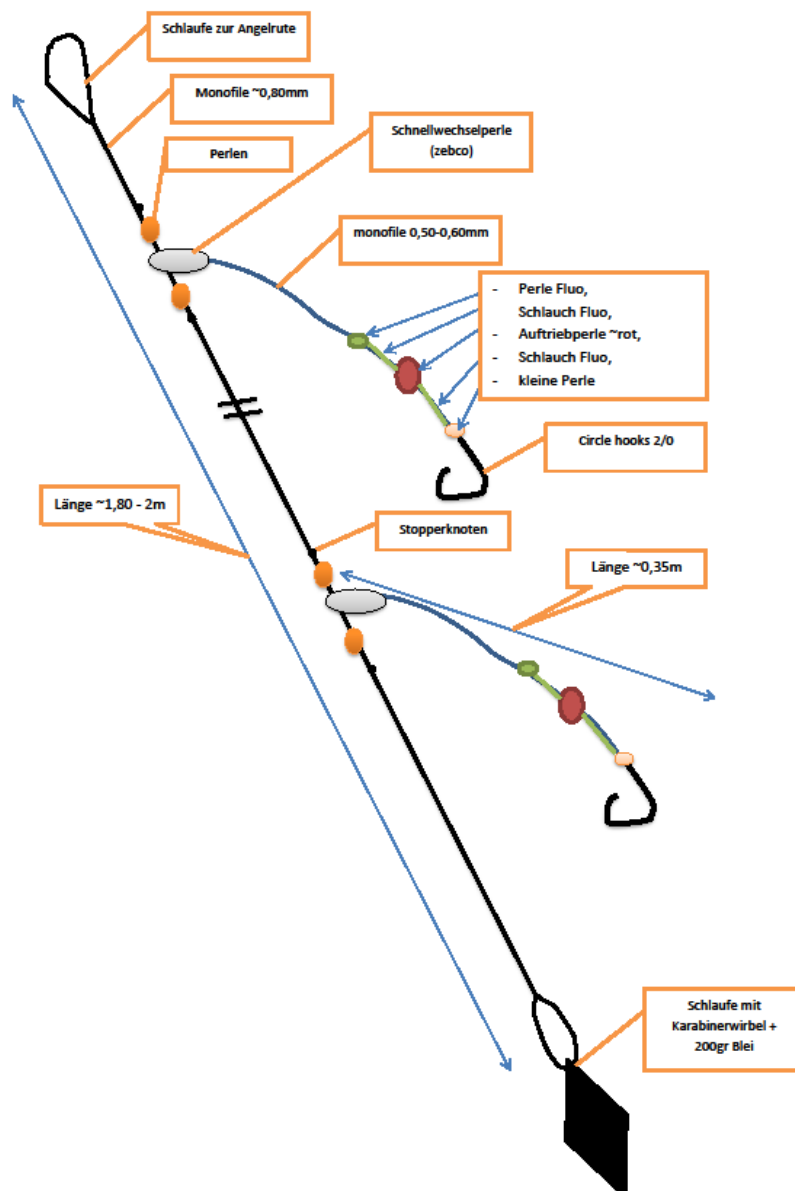 Schlaufe zur Angelrute
Monofile ~0,80mm
Perlen
Schnellwechselperle
(zebco)
monofile 0,50-0,60mm
- Perle Fluo,
Schlauch Fluo,
- Auftriebperle ~rot,
- Schlauch Fluo,
- kleine Perle
Circle hooks 2/0
Länge ~1,80 - 2m
Stopperknoten
Länge ~0,35m
Schlaufe mit
Karabinerwirbel +
200gr Blei